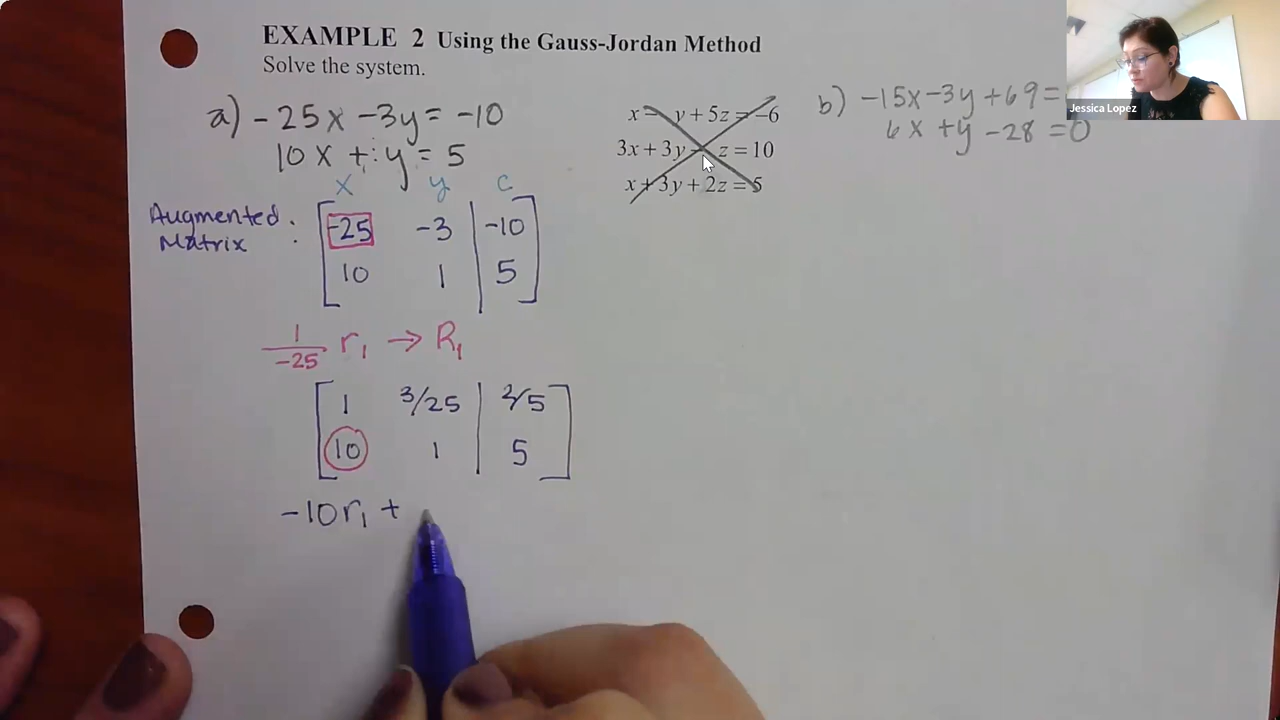 EXAMPLE 2 Using the Gauss-Jordan Method
Solve the system.
a) -25x -3y = -10
10x + y = 5
x - y + 5z = -6
3x + 3y - z = 10
x + 3y + 2z = 5
b) -15x -3y + 69 =
6x + y - 28 = 0
Jessica Lopez
x y c
Augmented Matrix :
-25 -3 | -10
10 1 | 5
1/-25 r₁ → R₁
1 3/25 | 2/5
10 1 | 5
-10r₁ +